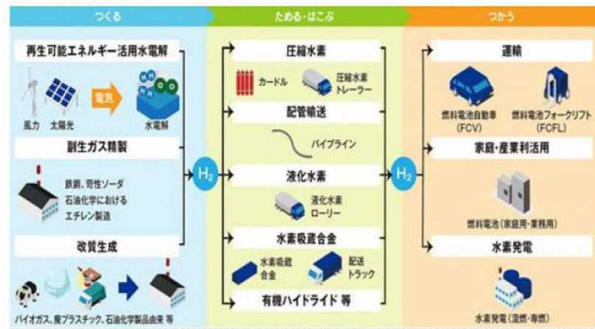 つくる
再生可能エネルギー活用水電解
電気
風力
太陽光
水電解
副生ガス精製
鉄鋼、苛性ソーダ
石油化学における
エチレン製造
改質生成
バイオガス、廃プラスチック、石油化学製品由来 等
H₂
ためる・はこぶ
圧縮水素
カードル
圧縮水素
トレーラー
配管輸送
パイプライン
液化水素
液化水素
ローリー
水素吸蔵合金
水素吸蔵
合金
配送
トラック
有機ハイドライド 等
H₂
つかう
運輸
燃料電池自動車
(FCV)
燃料電池フォークリフト
(FCFL)
家庭・産業利活用
燃料電池(家庭用・業務用)
水素発電
水素発電(混焼・専焼)